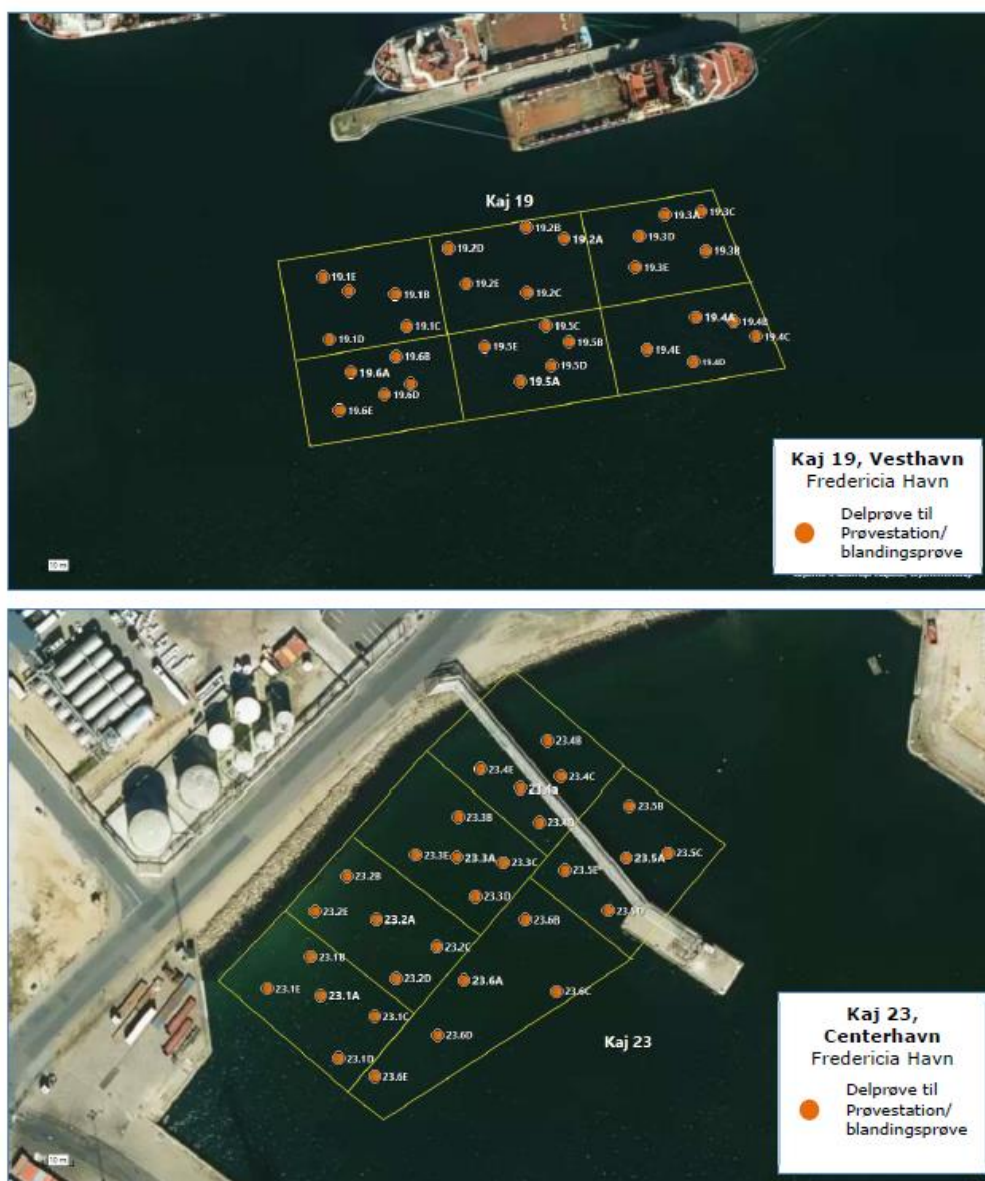 Kaj 19
19.3A
19.3C
19.2B
19.2A
19.3D
19.2D
19.3B
19.3E
19.1E
19.2E
19.1B
19.2C
19.4A
19.4B
19.1C
19.5C
19.4C
19.1D
19.5E
19.5B
19.4E
19.6B
19.5D
19.4D
19.6A
19.5A
19.6D
19.6E
Kaj 19, Vesthavn
Fredericia Havn
Delprøve til
Prøvestation/
blandingsprøve
10 m
23.4B
23.4E
23.4C
23.4a
23.5B
23.3B
23.4D
23.3E
23.3A
23.3C
23.5A
23.5C
23.5E
23.2B
23.3D
23.2E
23.2A
23.6B
23.5D
23.2C
23.1B
23.2D
23.6A
23.1E
23.1A
23.6C
23.1C
23.6D
Kaj 23
23.1D
23.6E
Kaj 23,
Centerhavn
Fredericia Havn
Delprøve til
Prøvestation/
blandingsprøve
10 m